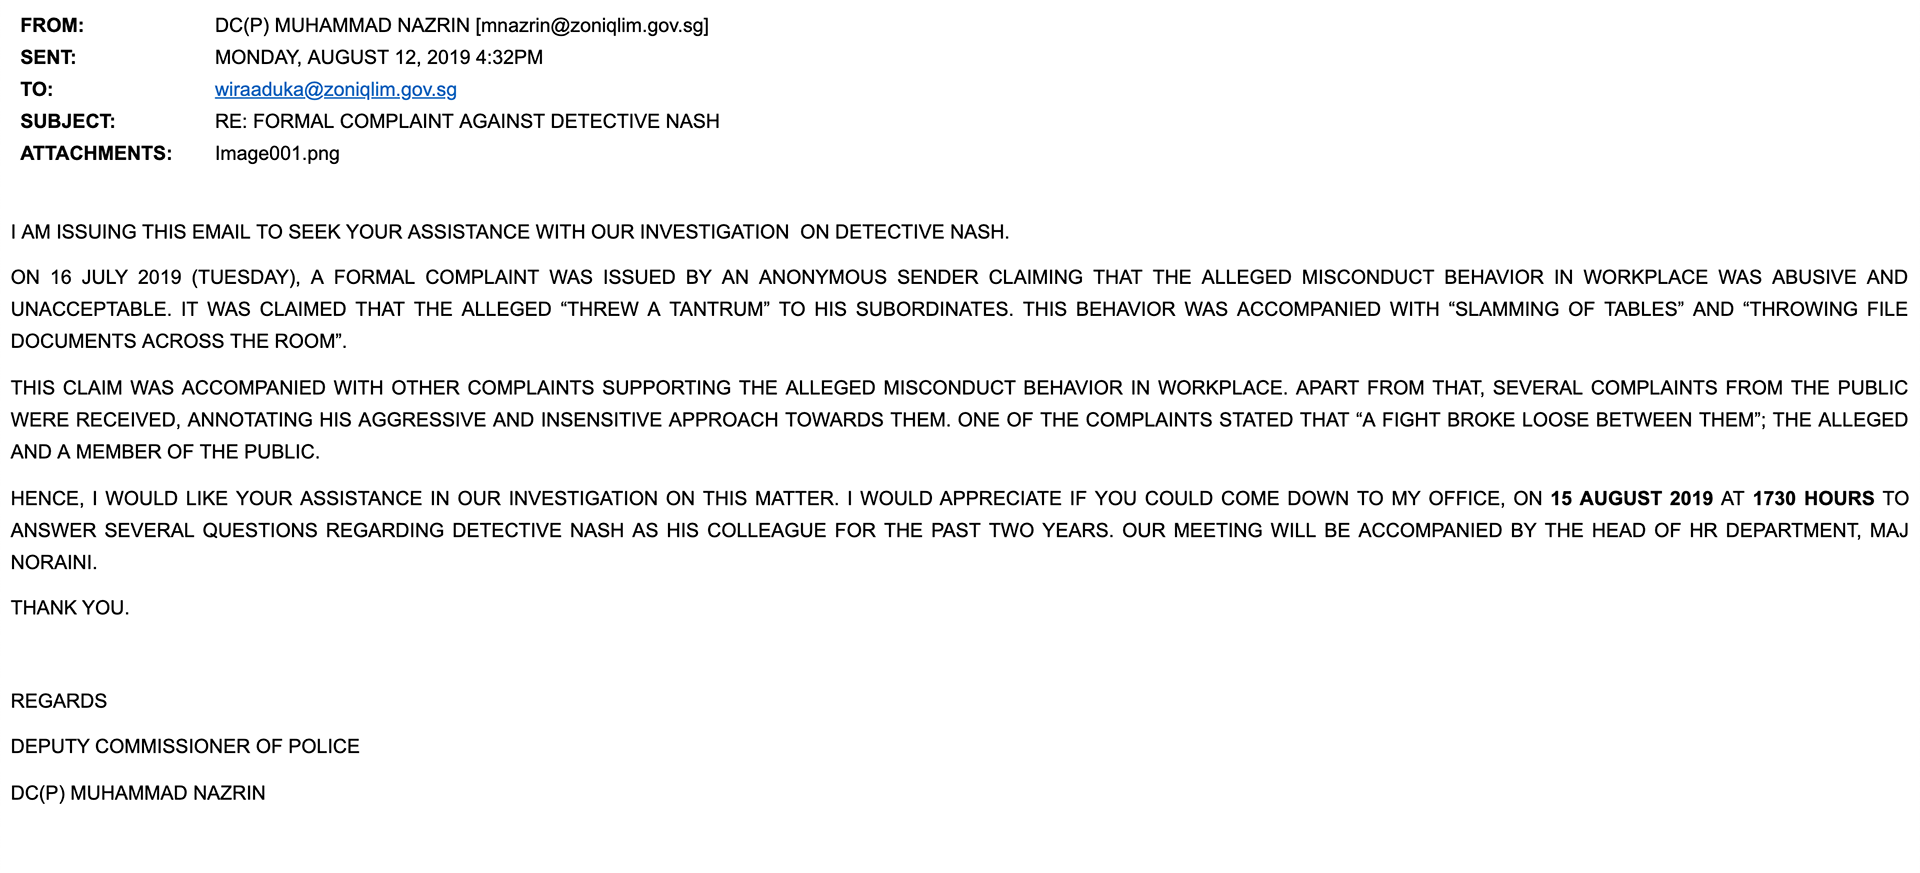 FROM: DC(P) MUHAMMAD NAZRIN [mnazrin@zoniqlim.gov.sg]
SENT: MONDAY, AUGUST 12, 2019 4:32PM
TO: wiraaduka@zoniqlim.gov.sg
SUBJECT: RE: FORMAL COMPLAINT AGAINST DETECTIVE NASH
ATTACHMENTS: Image001.png
I AM ISSUING THIS EMAIL TO SEEK YOUR ASSISTANCE WITH OUR INVESTIGATION  ON DETECTIVE NASH.
ON 16 JULY 2019 (TUESDAY), A FORMAL COMPLAINT WAS ISSUED BY AN ANONYMOUS SENDER CLAIMING THAT THE ALLEGED MISCONDUCT BEHAVIOR IN WORKPLACE WAS ABUSIVE AND
UNACCEPTABLE. IT WAS CLAIMED THAT THE ALLEGED “THREW A TANTRUM” TO HIS SUBORDINATES. THIS BEHAVIOR WAS ACCOMPANIED WITH “SLAMMING OF TABLES” AND “THROWING FILE
DOCUMENTS ACROSS THE ROOM”.
THIS CLAIM WAS ACCOMPANIED WITH OTHER COMPLAINTS SUPPORTING THE ALLEGED MISCONDUCT BEHAVIOR IN WORKPLACE. APART FROM THAT, SEVERAL COMPLAINTS FROM THE PUBLIC
WERE RECEIVED, ANNOTATING HIS AGGRESSIVE AND INSENSITIVE APPROACH TOWARDS THEM. ONE OF THE COMPLAINTS STATED THAT “A FIGHT BROKE LOOSE BETWEEN THEM”; THE ALLEGED
AND A MEMBER OF THE PUBLIC.
HENCE, I WOULD LIKE YOUR ASSISTANCE IN OUR INVESTIGATION ON THIS MATTER. I WOULD APPRECIATE IF YOU COULD COME DOWN TO MY OFFICE, ON 15 AUGUST 2019 AT 1730 HOURS TO
ANSWER SEVERAL QUESTIONS REGARDING DETECTIVE NASH AS HIS COLLEAGUE FOR THE PAST TWO YEARS. OUR MEETING WILL BE ACCOMPANIED BY THE HEAD OF HR DEPARTMENT, MAJ
NORAINI.
THANK YOU.
REGARDS
DEPUTY COMMISSIONER OF POLICE
DC(P) MUHAMMAD NAZRIN